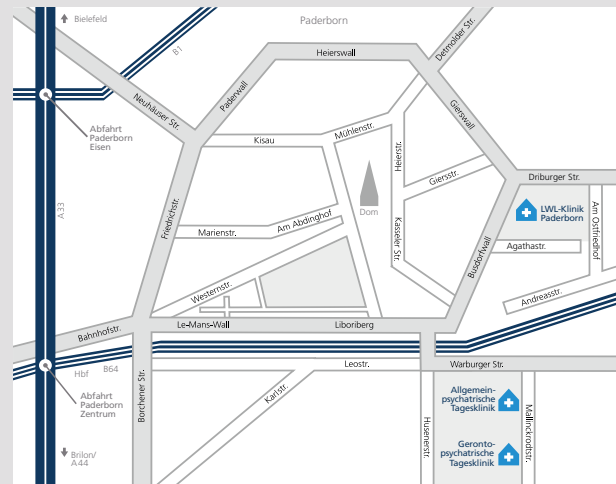 Bielefeld
Paderborn
B1
Heierswall
Detmolder Str.
Neuhäuser Str.
Paderwall
Gierswall
Abfahrt
Paderborn
Elsen
Kisau
Mühlenstr.
Heierstr.
Giersstr.
Driburger Str.
A33
Friedrichstr.
Dom
LWL-Klinik
Paderborn
Am Ostfriedhof
Marienstr.
Am Abdinghof
Kasseler Str.
Busdorfwall
Agathastr.
Westernstr.
Andreasstr.
Bahnhofstr.
Le-Mans-Wall
Liboriberg
Hbf
B64
Leostr.
Warburger Str.
Abfahrt
Paderborn
Zentrum
Borchener Str.
Karlstr.
Husenerstr.
Allgemein-
psychatrische
Tagesklinik
Mallinckrodtstr.
Geronto-
psychatrische
Tagesklinik
Brilon/
A44